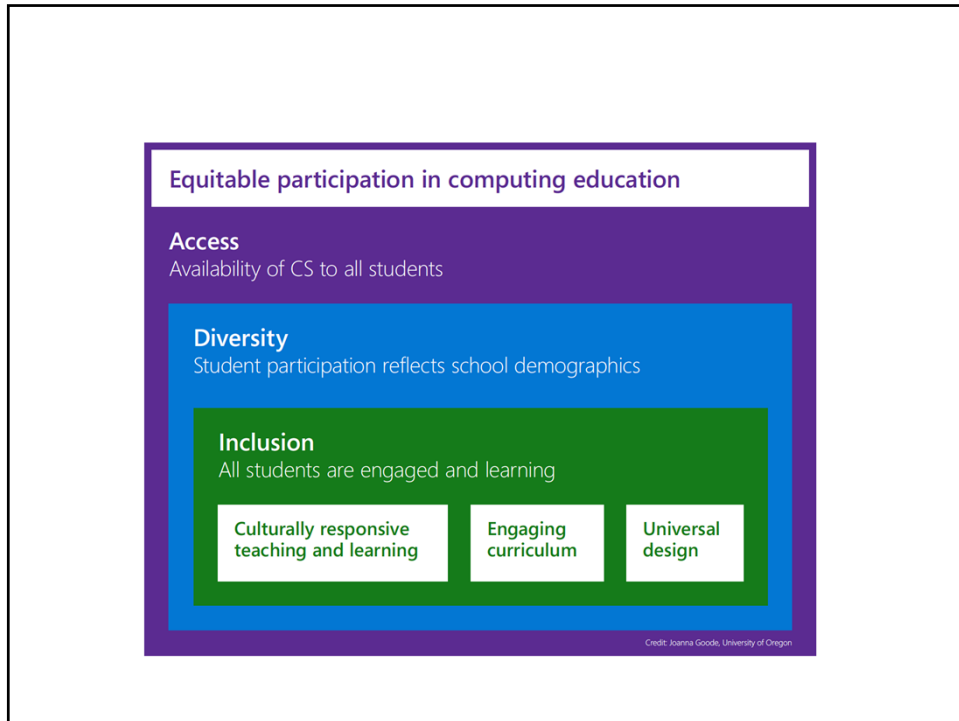 Equitable participation in computing education
Access
Availability of CS to all students
Diversity
Student participation reflects school demographics
Inclusion
All students are engaged and learning
Culturally responsive
teaching and learning
Engaging
curriculum
Universal
design
Credit: Joanna Goode, University of Oregon